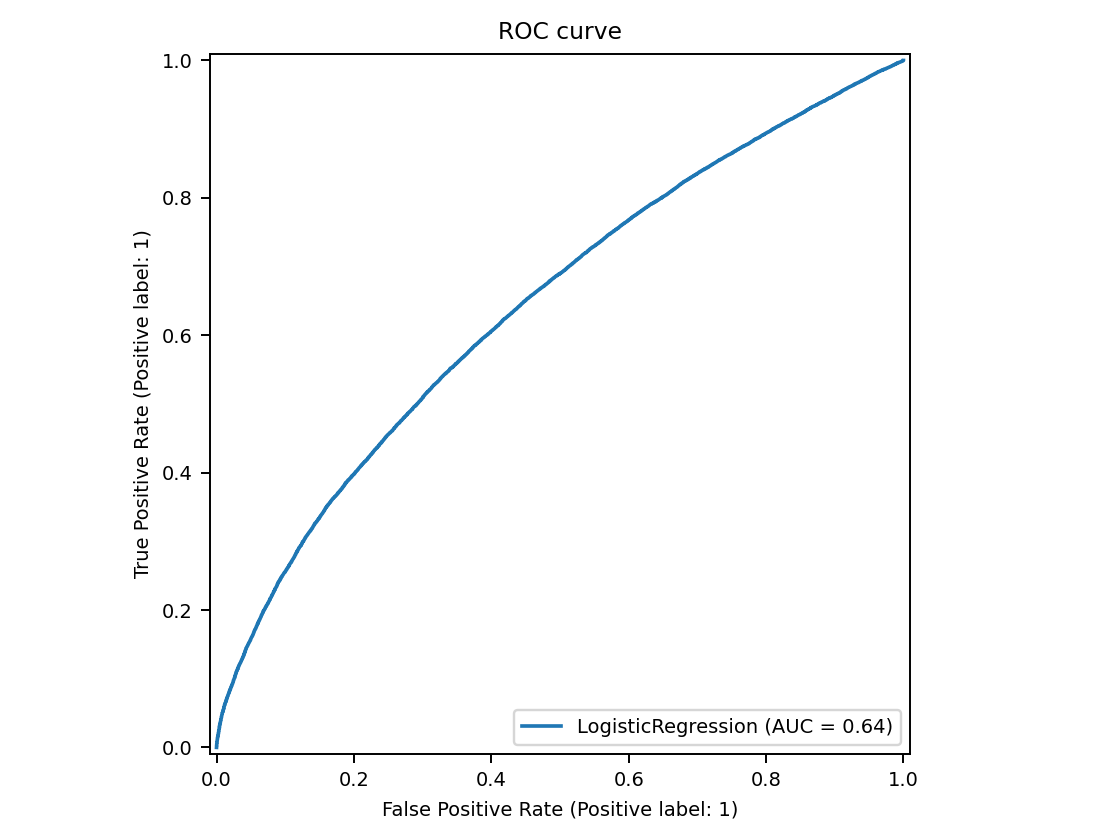 ROC curve
True Positive Rate (Positive label: 1)
1.0
0.8
0.6
0.4
0.2
0.0
LogisticRegression (AUC = 0.64)
0.0 0.2 0.4 0.6 0.8 1.0
False Positive Rate (Positive label: 1)